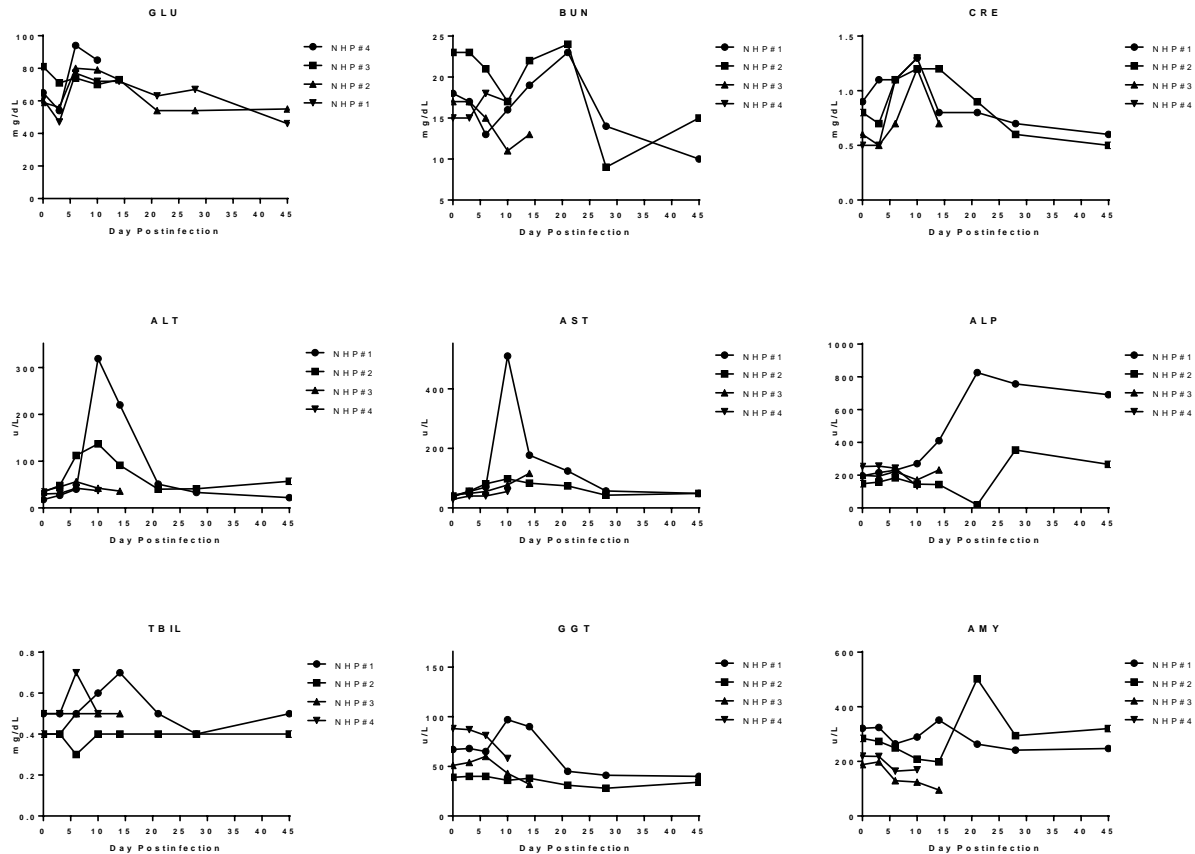 GLU
100
80
60
40
20
0
mg/dL
0 5 10 15 20 25 30 35 40 45
Day Postinfection
NHP#4
NHP#3
NHP#2
NHP#1
BUN
25
20
15
10
5
mg/dL
0 5 10 15 20 25 30 35 40 45
Day Postinfection
NHP#1
NHP#2
NHP#3
NHP#4
CRE
1.5
1.0
0.5
0.0
mg/dL
0 5 10 15 20 25 30 35 40 45
Day Postinfection
NHP#1
NHP#2
NHP#3
NHP#4
ALT
300
200
100
0
u/L
0 5 10 15 20 25 30 35 40 45
Day Postinfection
NHP#1
NHP#2
NHP#3
NHP#4
AST
400
200
0
u/L
0 5 10 15 20 25 30 35 40 45
Day Postinfection
NHP#1
NHP#2
NHP#3
NHP#4
ALP
1000
800
600
400
200
0
u/L
0 5 10 15 20 25 30 35 40 45
Day Postinfection
NHP#1
NHP#2
NHP#3
NHP#4
TBIL
0.8
0.6
0.4
0.2
0.0
mg/dL
0 5 10 15 20 25 30 35 40 45
Day Postinfection
NHP#1
NHP#2
NHP#3
NHP#4
GGT
150
100
50
0
u/L
0 5 10 15 20 25 30 35 40 45
Day Postinfection
NHP#1
NHP#2
NHP#3
NHP#4
AMY
600
400
200
0
u/L
0 5 10 15 20 25 30 35 40 45
Day Postinfection
NHP#1
NHP#2
NHP#3
NHP#4